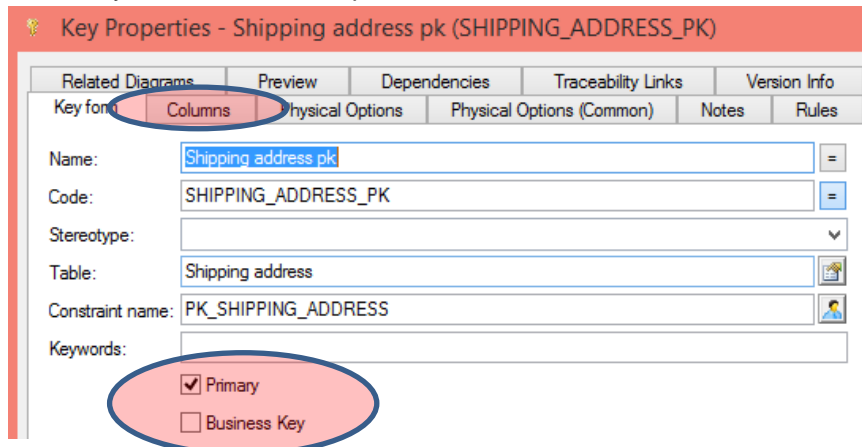 Key Properties - Shipping address pk (SHIPPING_ADDRESS_PK)
Related Diagrams Preview Dependencies Traceability Links Version Info
Key form Columns Physical Options Physical Options (Common) Notes Rules
Name: Shipping address pk =
Code: SHIPPING_ADDRESS_PK =
Stereotype:
Table: Shipping address
Constraint name: PK_SHIPPING_ADDRESS
Keywords:
Primary
Business Key